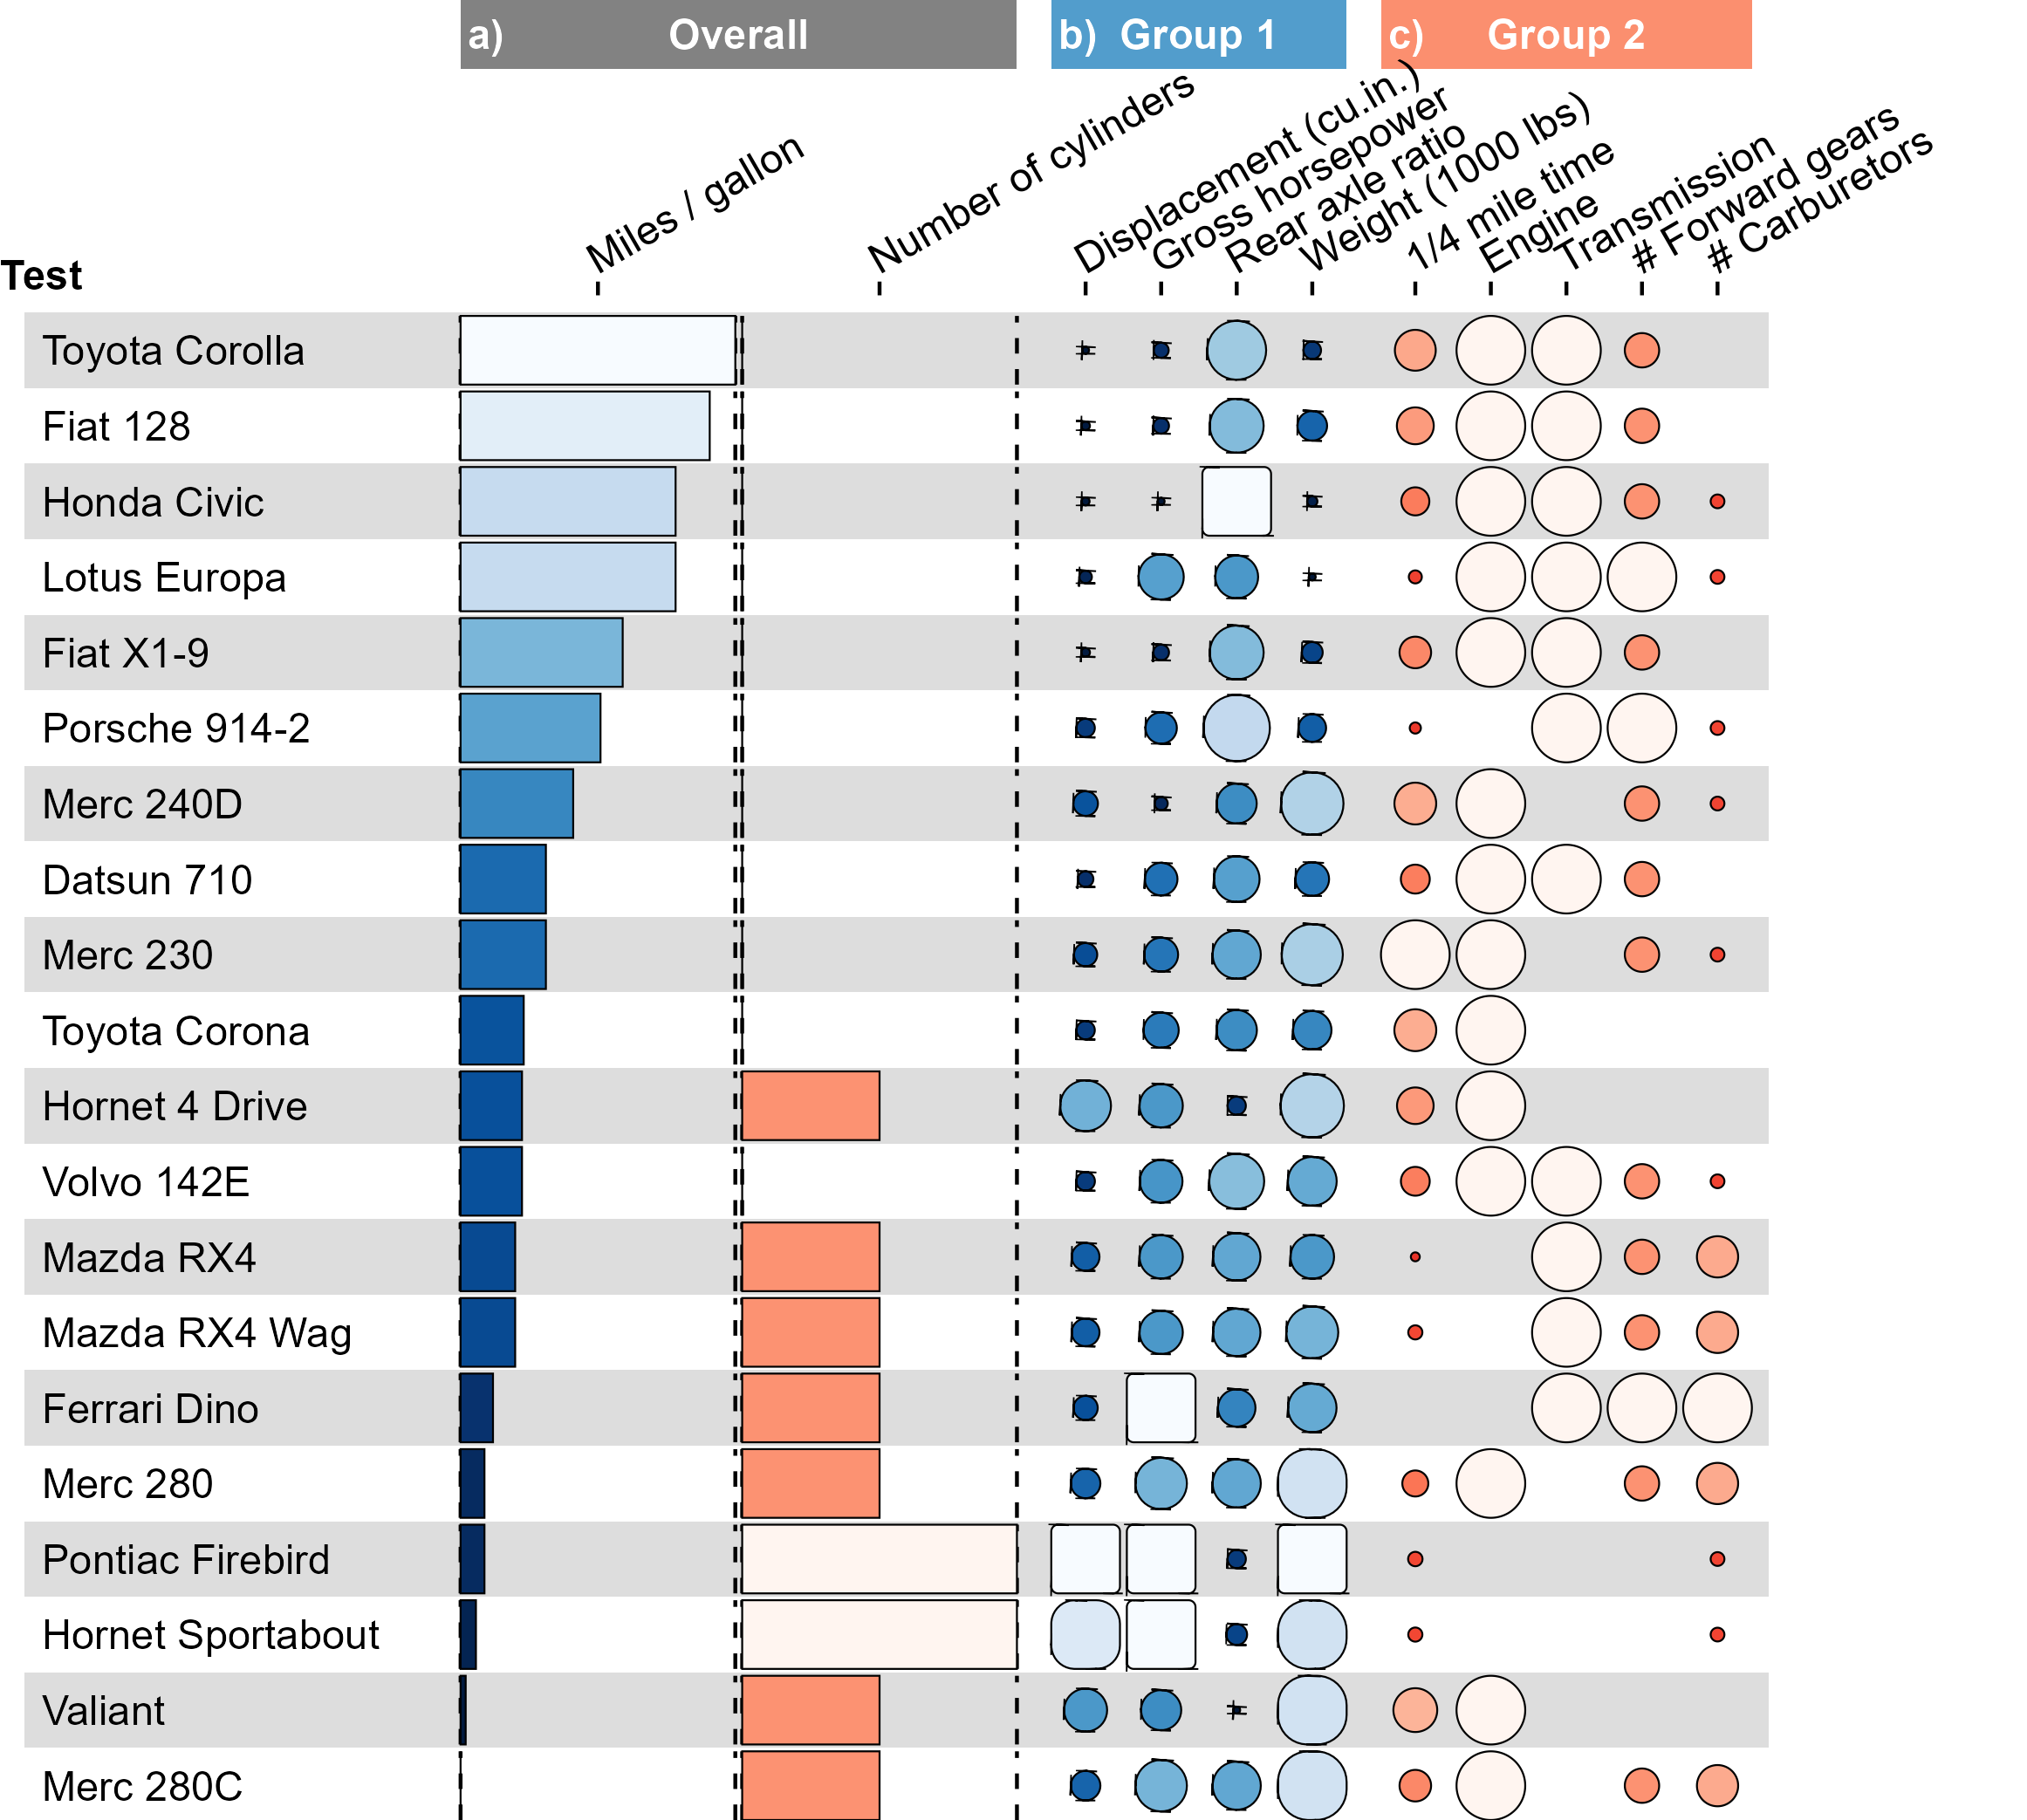 a) Overall b) Group 1 c) Group 2
Miles / gallon
Number of cylinders
Displacement (cu.in.)
Gross horsepower
Rear axle ratio
Weight (1000 lbs)
1/4 mile time
Engine
Transmission
# Forward gears
# Carburetors
Test
Toyota Corolla
Fiat 128
Honda Civic
Lotus Europa
Fiat X1-9
Porsche 914-2
Merc 240D
Datsun 710
Merc 230
Toyota Corona
Hornet 4 Drive
Volvo 142E
Mazda RX4
Mazda RX4 Wag
Ferrari Dino
Merc 280
Pontiac Firebird
Hornet Sportabout
Valiant
Merc 280C